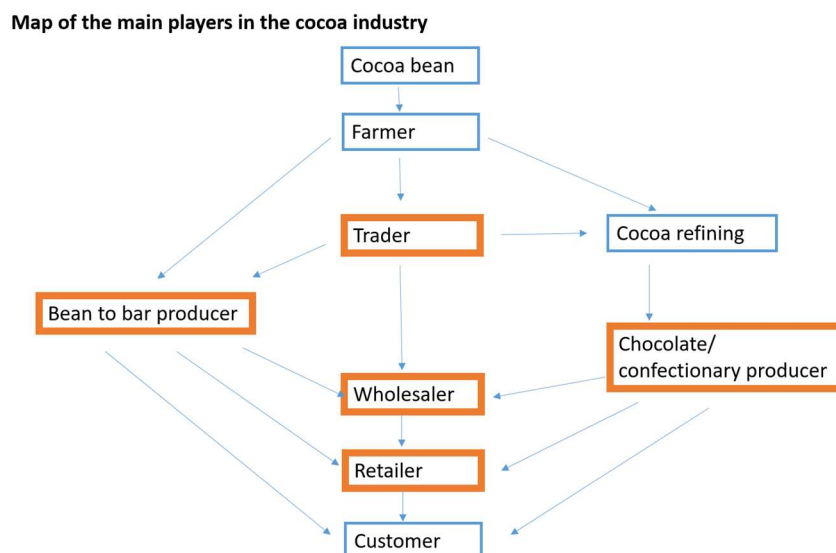 Map of the main players in the cocoa industry
Cocoa bean
Farmer
Trader
Cocoa refining
Bean to bar producer
Chocolate/
confectionary producer
Wholesaler
Retailer
Customer